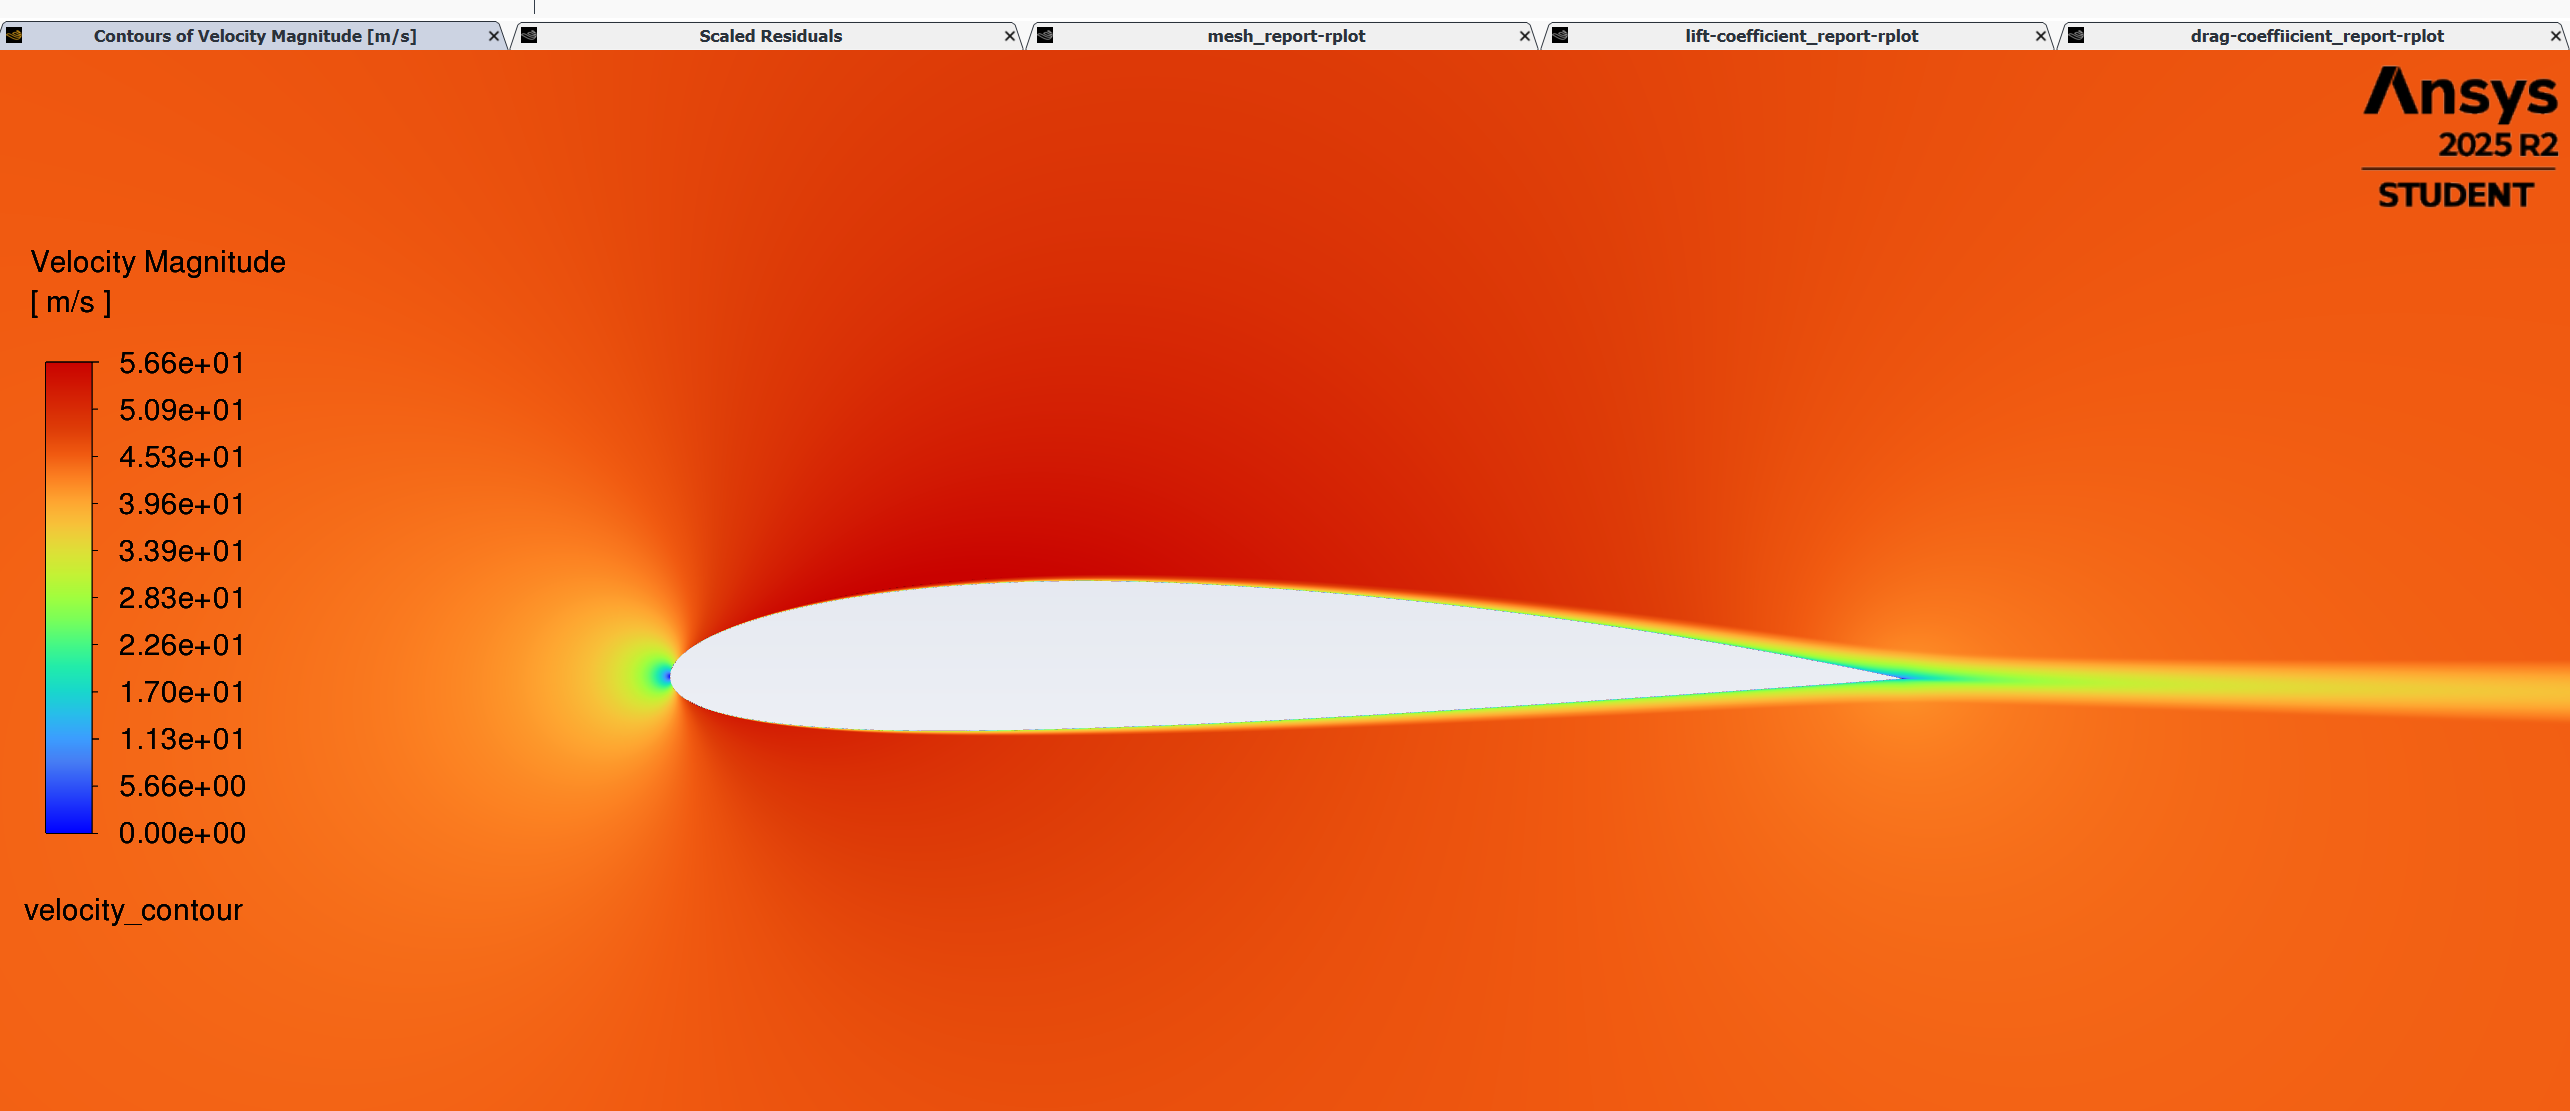 Contours of Velocity Magnitude [m/s]
Scaled Residuals
mesh_report-rplot
lift-coefficient_report-rplot
drag-coeffiicient_report-rplot
Ansys
2025 R2
STUDENT
Velocity Magnitude
[ m/s ]
5.66e+01
5.09e+01
4.53e+01
3.96e+01
3.39e+01
2.83e+01
2.26e+01
1.70e+01
1.13e+01
5.66e+00
0.00e+00
velocity_contour